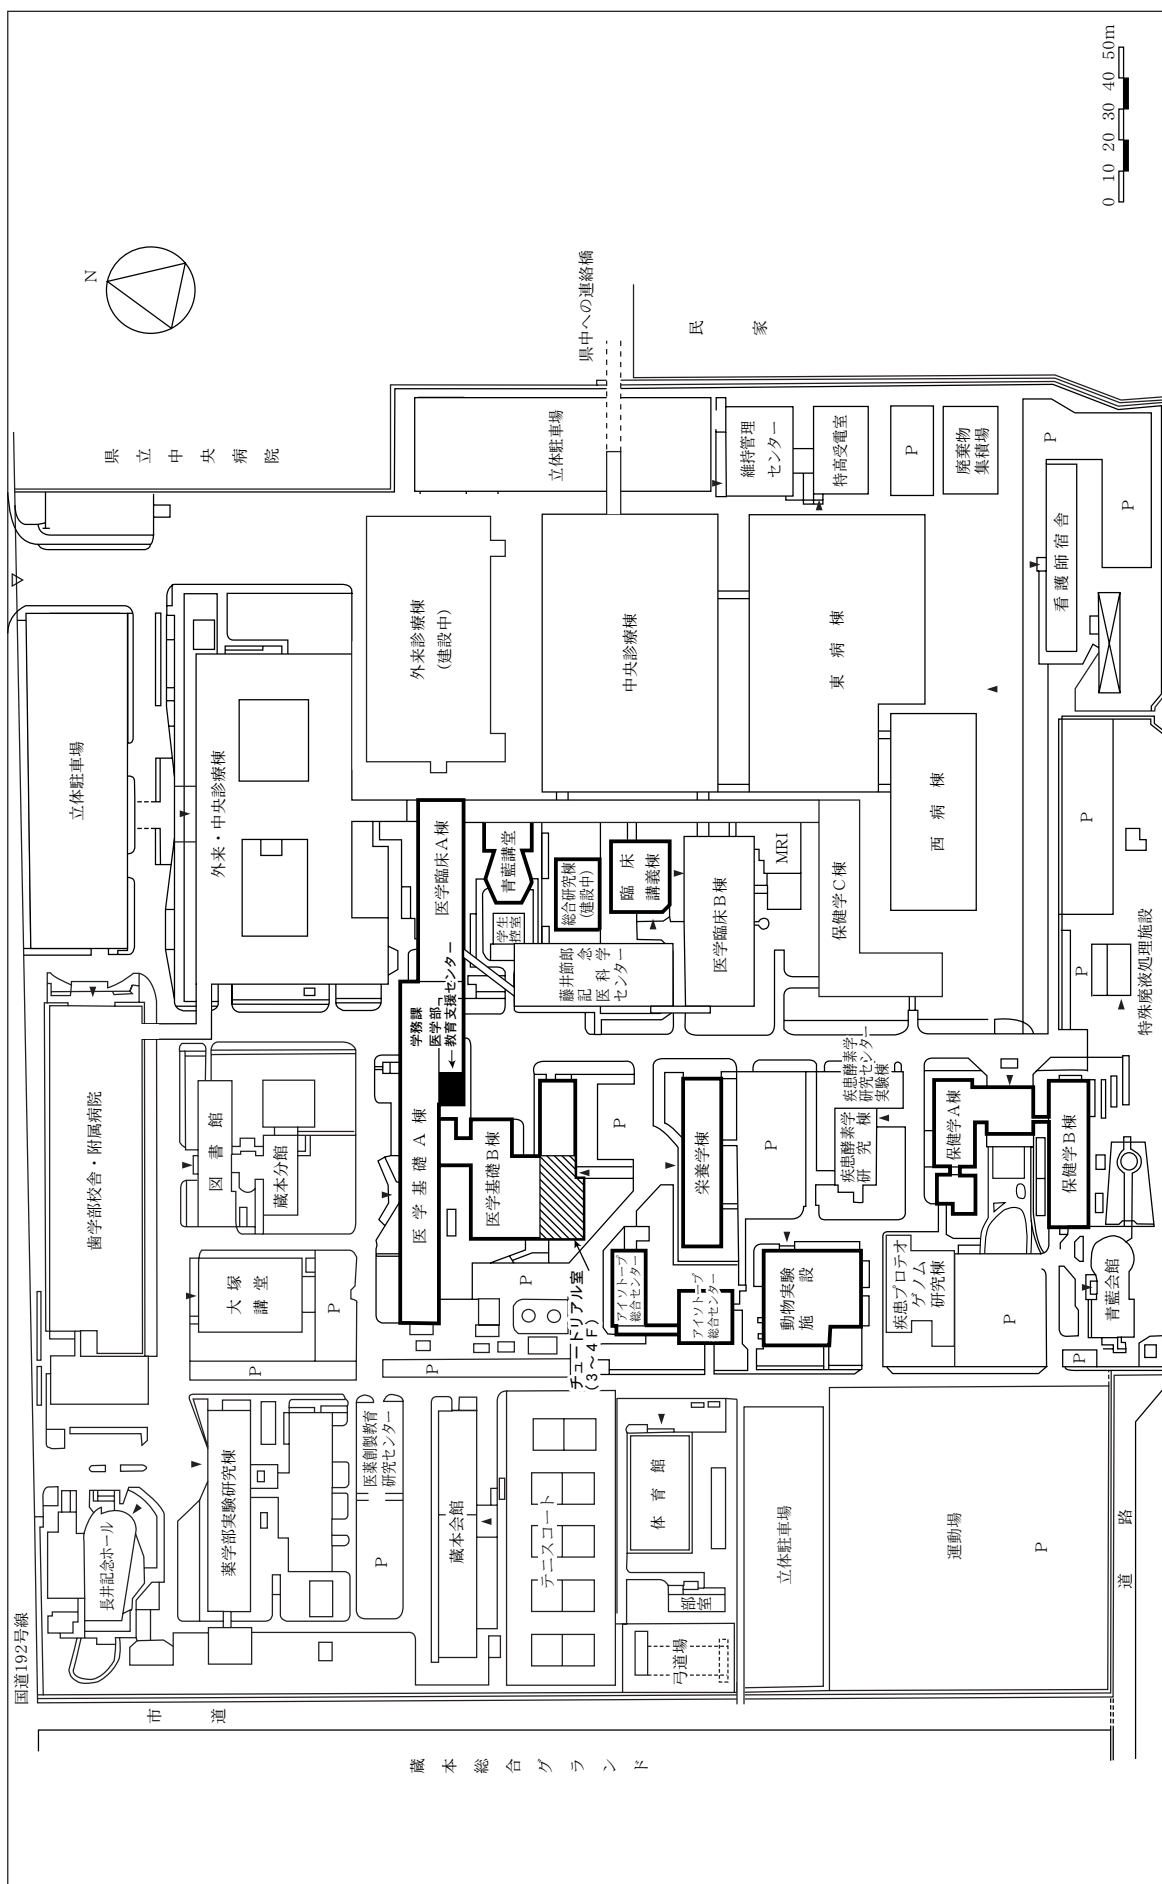 国道192号線
市道
蔵本総合グランド
長井記念ホール
薬学部実験研究棟
医薬創製教育
研究センター
P
蔵本会館
テニスコート
弓道場
部室
体育館
立体駐車場
運動場
P
道路
歯学部校舎・附属病院
大塚
講堂
P
P
P
図書館
蔵本分館
医学基礎A棟
学務課
医学部
教育支援センター
医学基礎B棟
P
チュートリアル室
(3～4F)
P
アイソトープ
総合センター
アイソトープ
総合センター
栄養学棟
P
動物実験
施設
疾患酵素学
研究センター
実験棟
疾患酵素学
研究棟
疾患プロテオ
ゲノム
研究棟
P
保健学A棟
保健学B棟
青藍会館
P
立体駐車場
外来・中央診療棟
医学臨床A棟
青藍講堂
学生
控室
総合研究棟
(建設中)
藤井節郎
記念
医科学
センター
臨床
講義棟
医学臨床B棟
MRI
保健学C棟
外来診療棟
(建設中)
中央診療棟
東病棟
西病棟
P
P
特殊廃液処理施設
県立中央病院
立体駐車場
県中への連絡橋
民家
維持管理
センター
特高受電室
P
廃棄物
集積場
P
看護師宿舎
P
N
0 10 20 30 40 50m